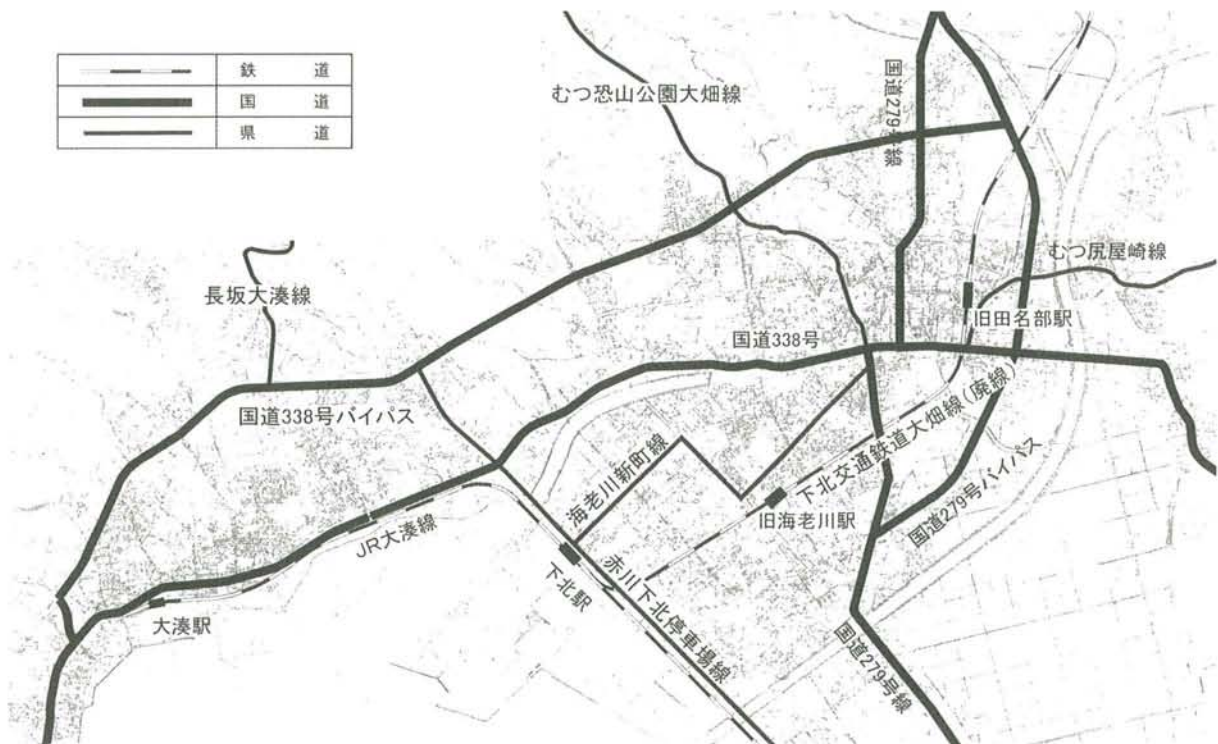 鉄道
国道
県道
むつ恐山公園大畑線
国道279号線
長坂大湊線
むつ尻屋崎線
旧田名部駅
国道338号
国道338号バイパス
下北交通鉄道大畑線(廃線)
海老川新町線
旧海老川駅
国道279号バイパス
JR大湊線
下北駅
赤川下北停車場線
大湊駅
国道279号線